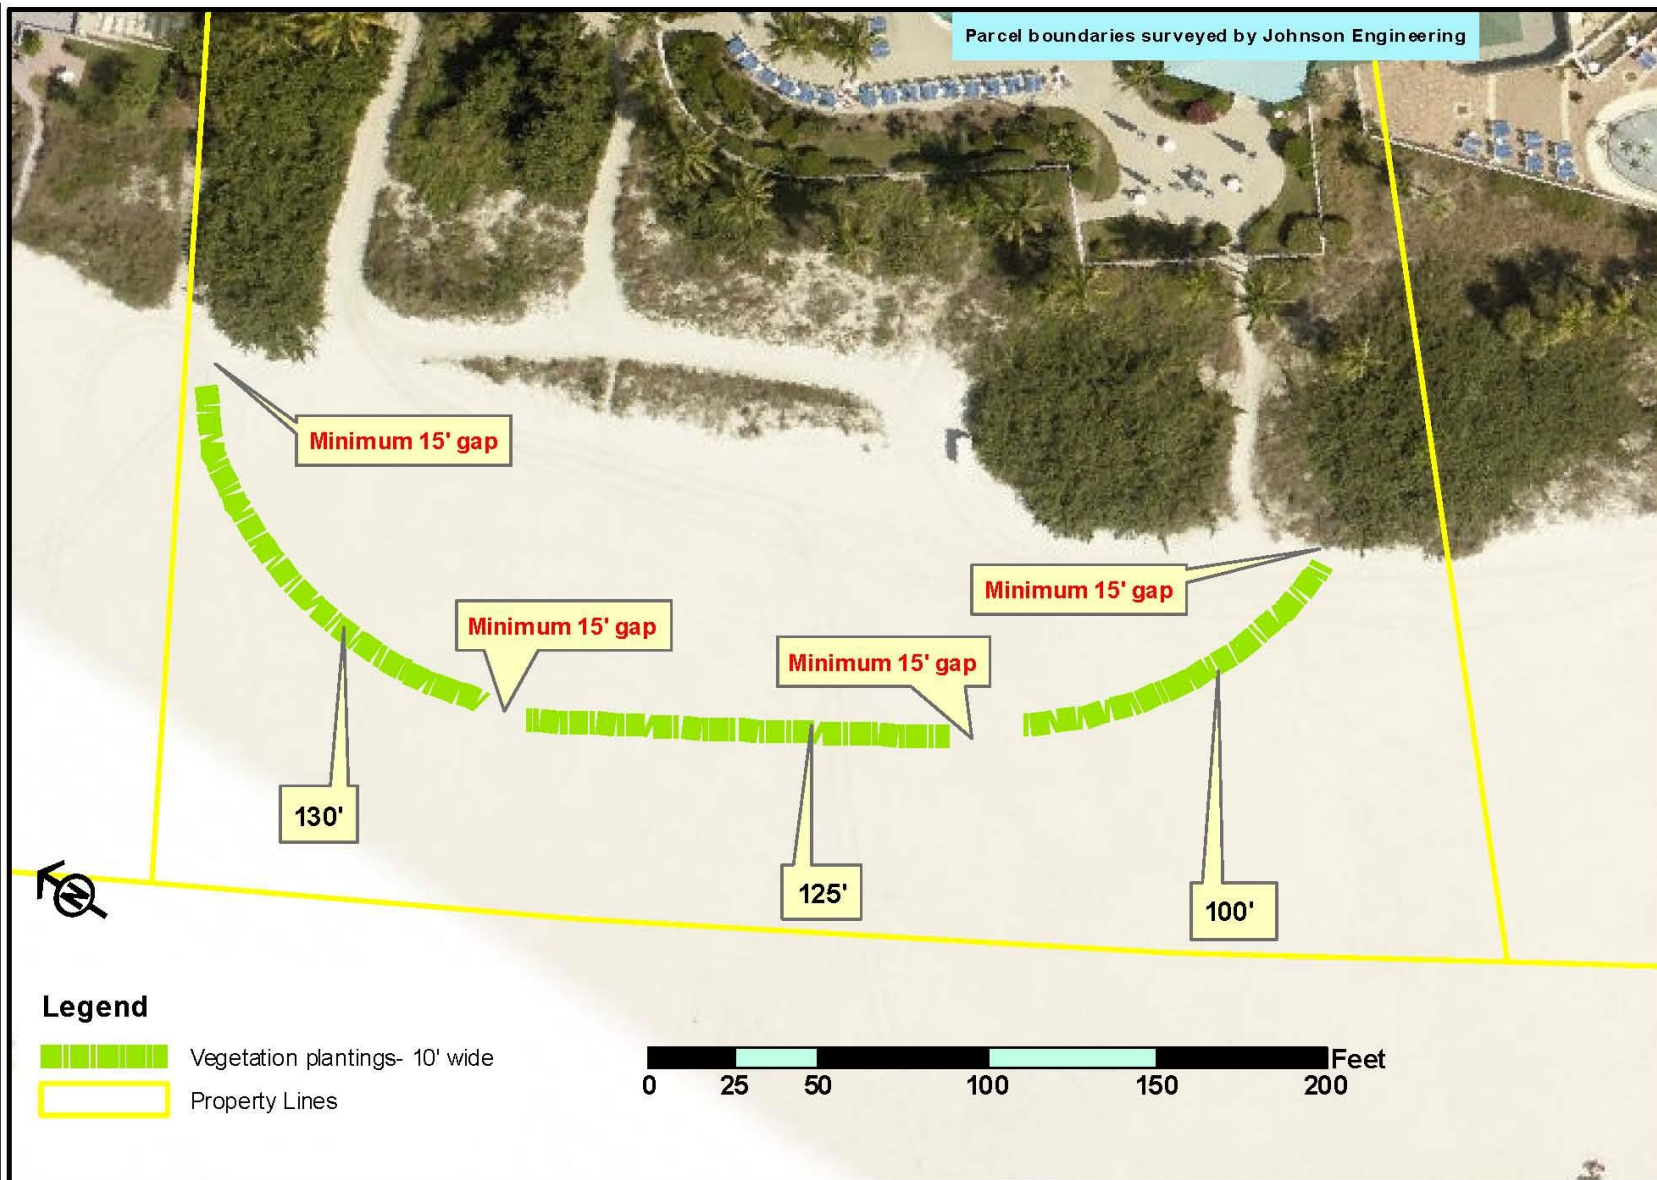 Parcel boundaries surveyed by Johnson Engineering
Minimum 15' gap
Minimum 15' gap
Minimum 15' gap
Minimum 15' gap
130'
125'
100'
N
Legend
Vegetation plantings- 10' wide
Property Lines
Feet
0 25 50 100 150 200